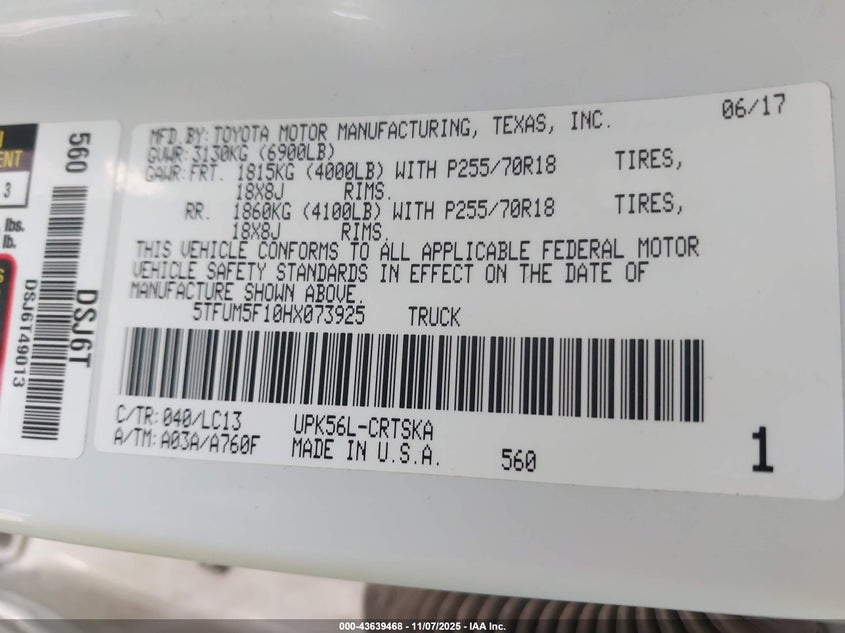 MFD BY: TOYOTA MOTOR MANUFACTURING, TEXAS, INC. 06/17
GVWR: 3130KG (6900LB)
GAWR: FRT. 1815KG (4000LB) WITH P255/70R18 TIRES,
18X8J RIMS.
RR. 1860KG (4100LB) WITH P255/70R18 TIRES,
18X8J RIMS.
THIS VEHICLE CONFORMS TO ALL APPLICABLE FEDERAL MOTOR
VEHICLE SAFETY STANDARDS IN EFFECT ON THE DATE OF
MANUFACTURE SHOWN ABOVE.
5TFUM5F10HX073925 TRUCK
C/TR: 040/LC13 UPK56L-CRTSKA
A/TM: A03A/A760F MADE IN U.S.A. 560 1
560
DSJ6T
DSJ6T49013
3
lbs.
lb.
000-43639468 - 11/07/2025 - IAA Inc.